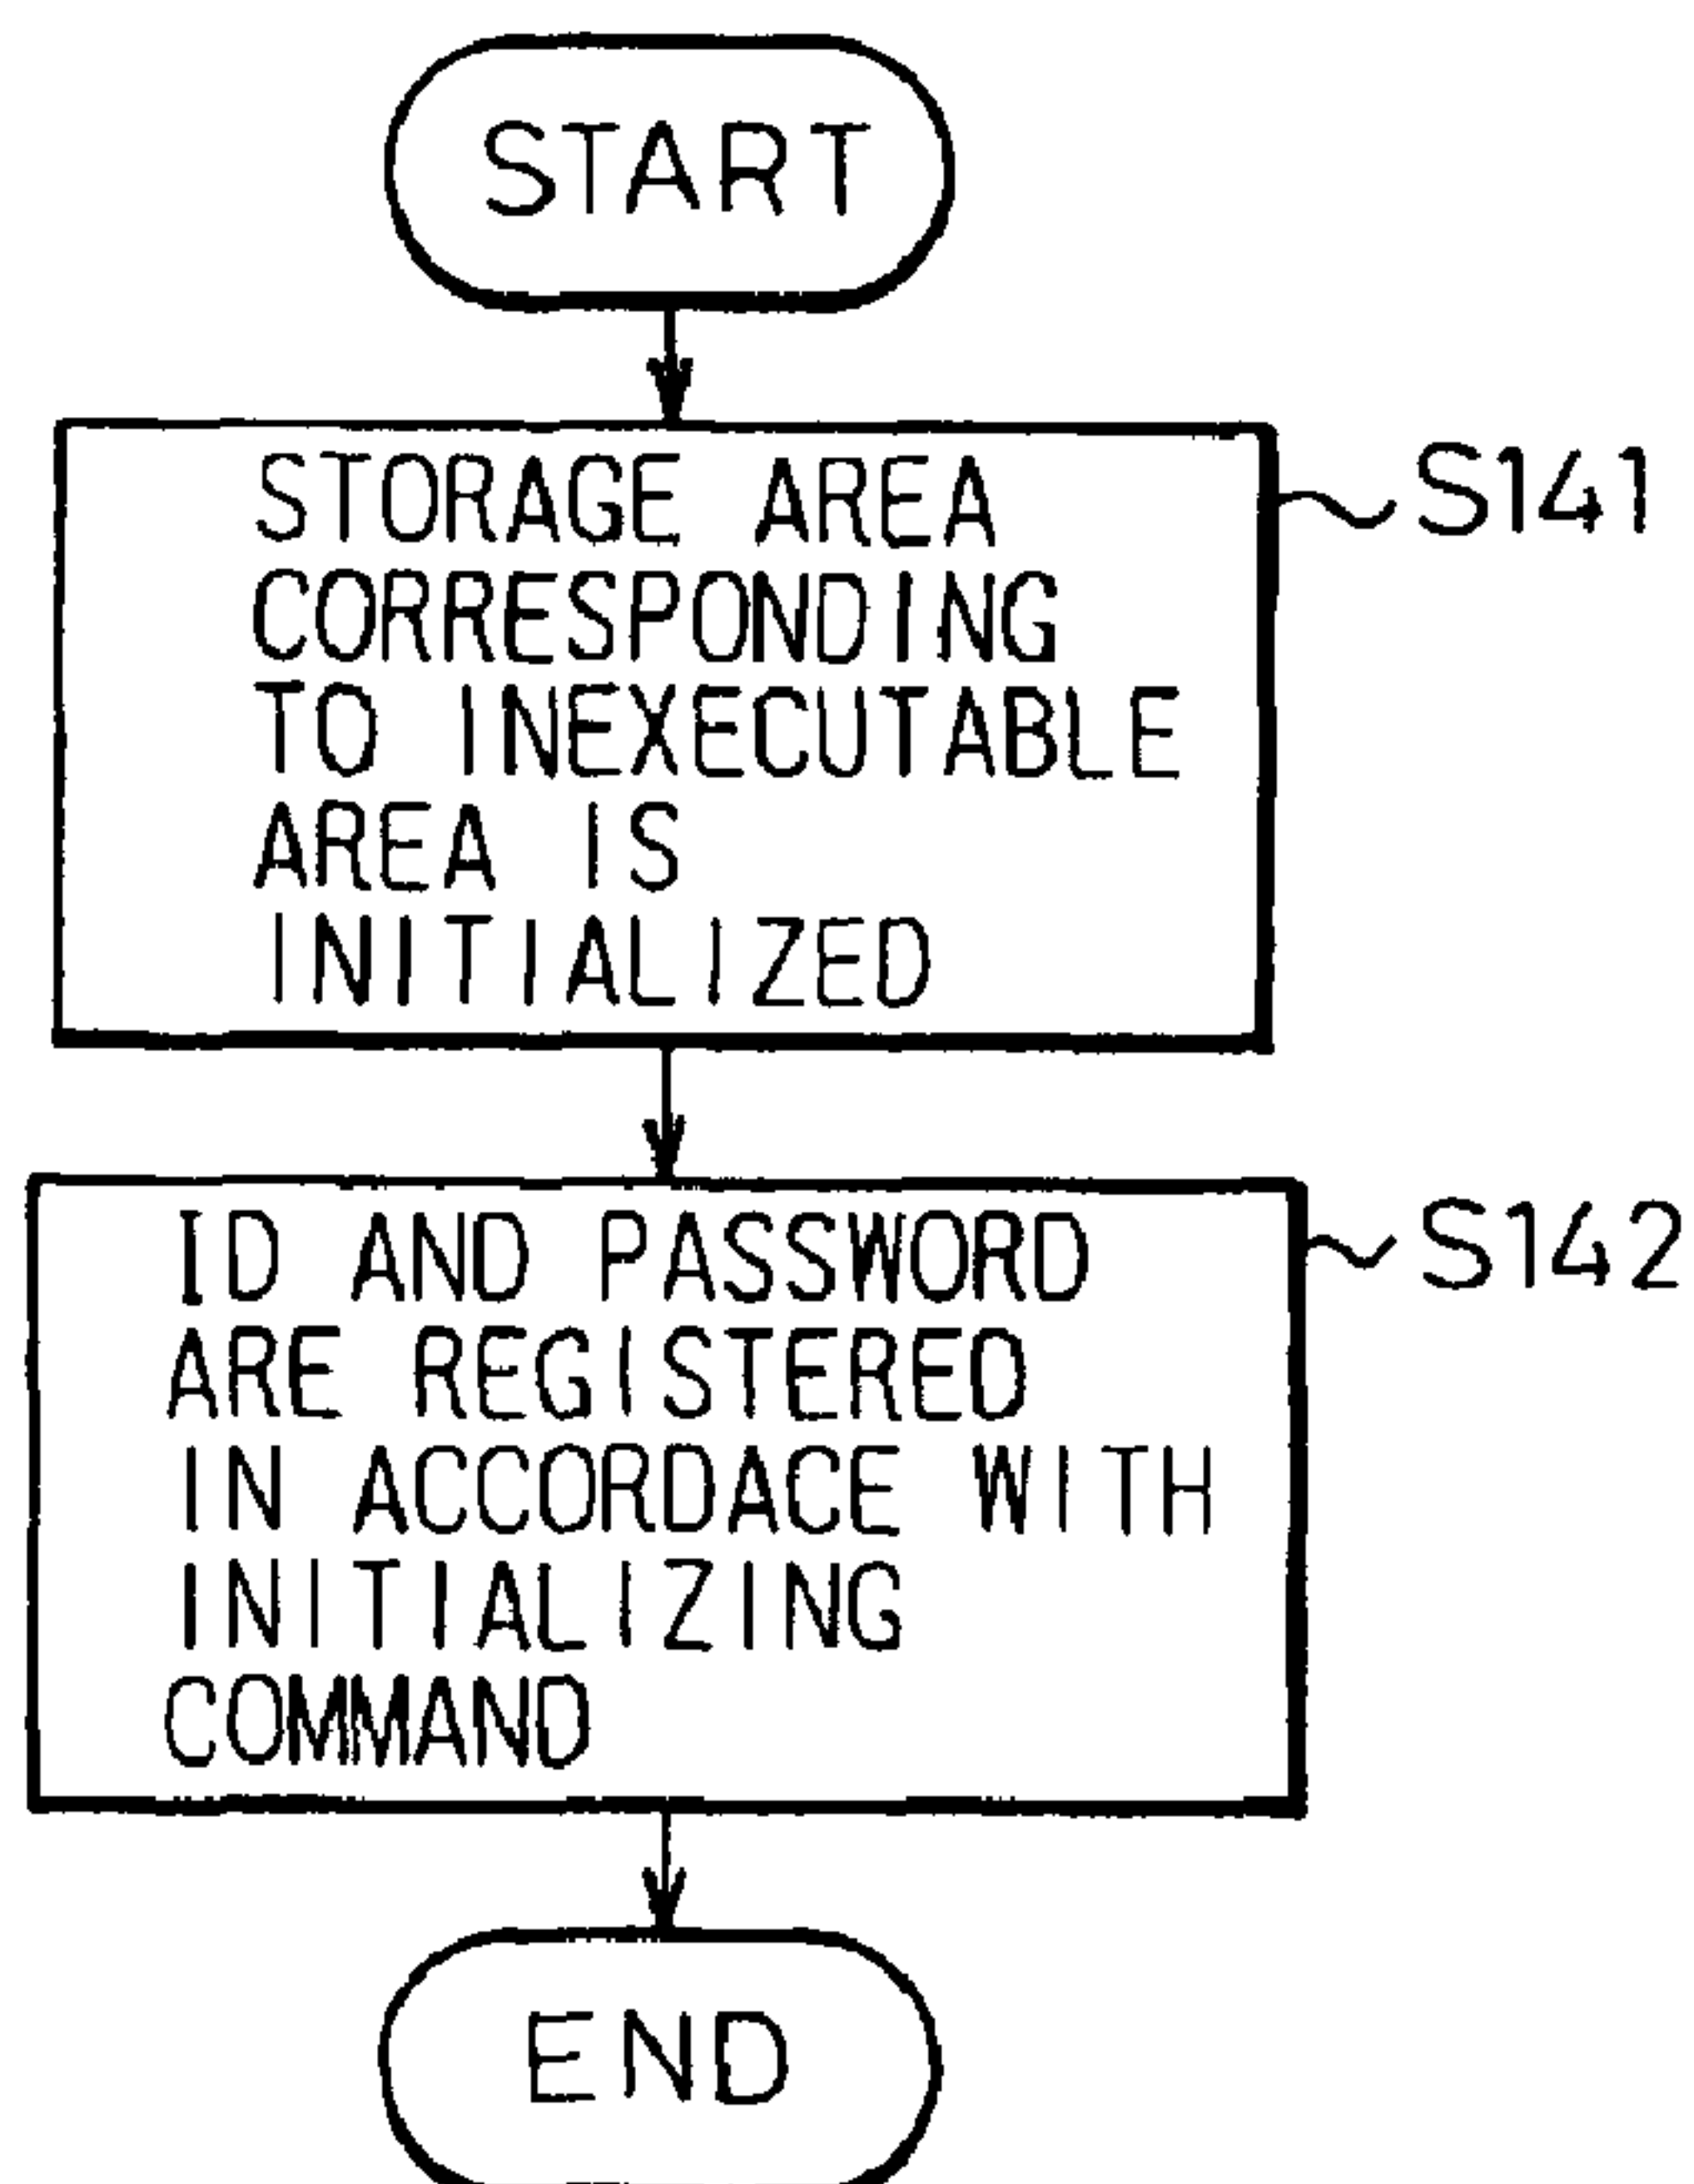 START
STORAGE AREA
S141
CORRESPONDING
TO INEXECUTABLE
AREA IS
INITIALIZED
ID AND PASSWORD
S142
ARE REGISTERED
IN ACCORDACE WITH
INITIALIZING
COMMAND
END